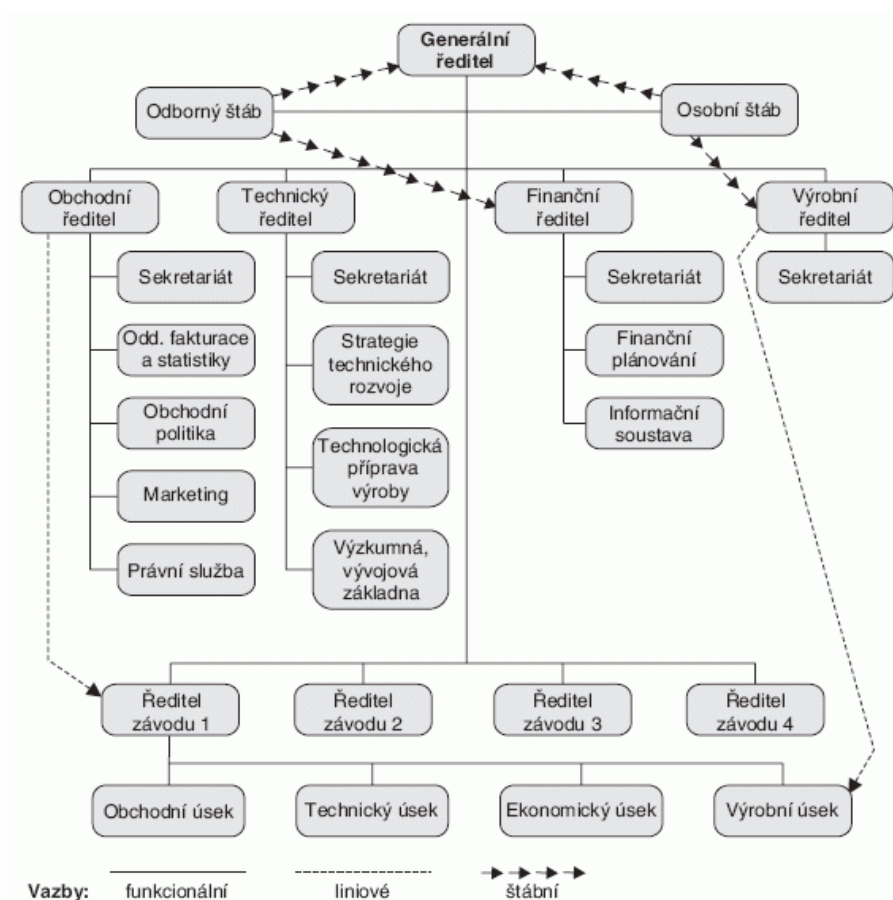 Generální
ředitel
Odborný štáb
Osobní štáb
Obchodní
ředitel
Technický
ředitel
Finanční
ředitel
Výrobní
ředitel
Sekretariát
Sekretariát
Sekretariát
Sekretariát
Odd. fakturace
a statistiky
Strategie
technického
rozvoje
Finanční
plánování
Obchodní
politika
Informační
soustava
Technologická
příprava
výroby
Marketing
Právní služba
Výzkumná,
vývojová
základna
Ředitel
závodu 1
Ředitel
závodu 2
Ředitel
závodu 3
Ředitel
závodu 4
Obchodní úsek
Technický úsek
Ekonomický úsek
Výrobní úsek
Vazby: funkcionální liniové štábní